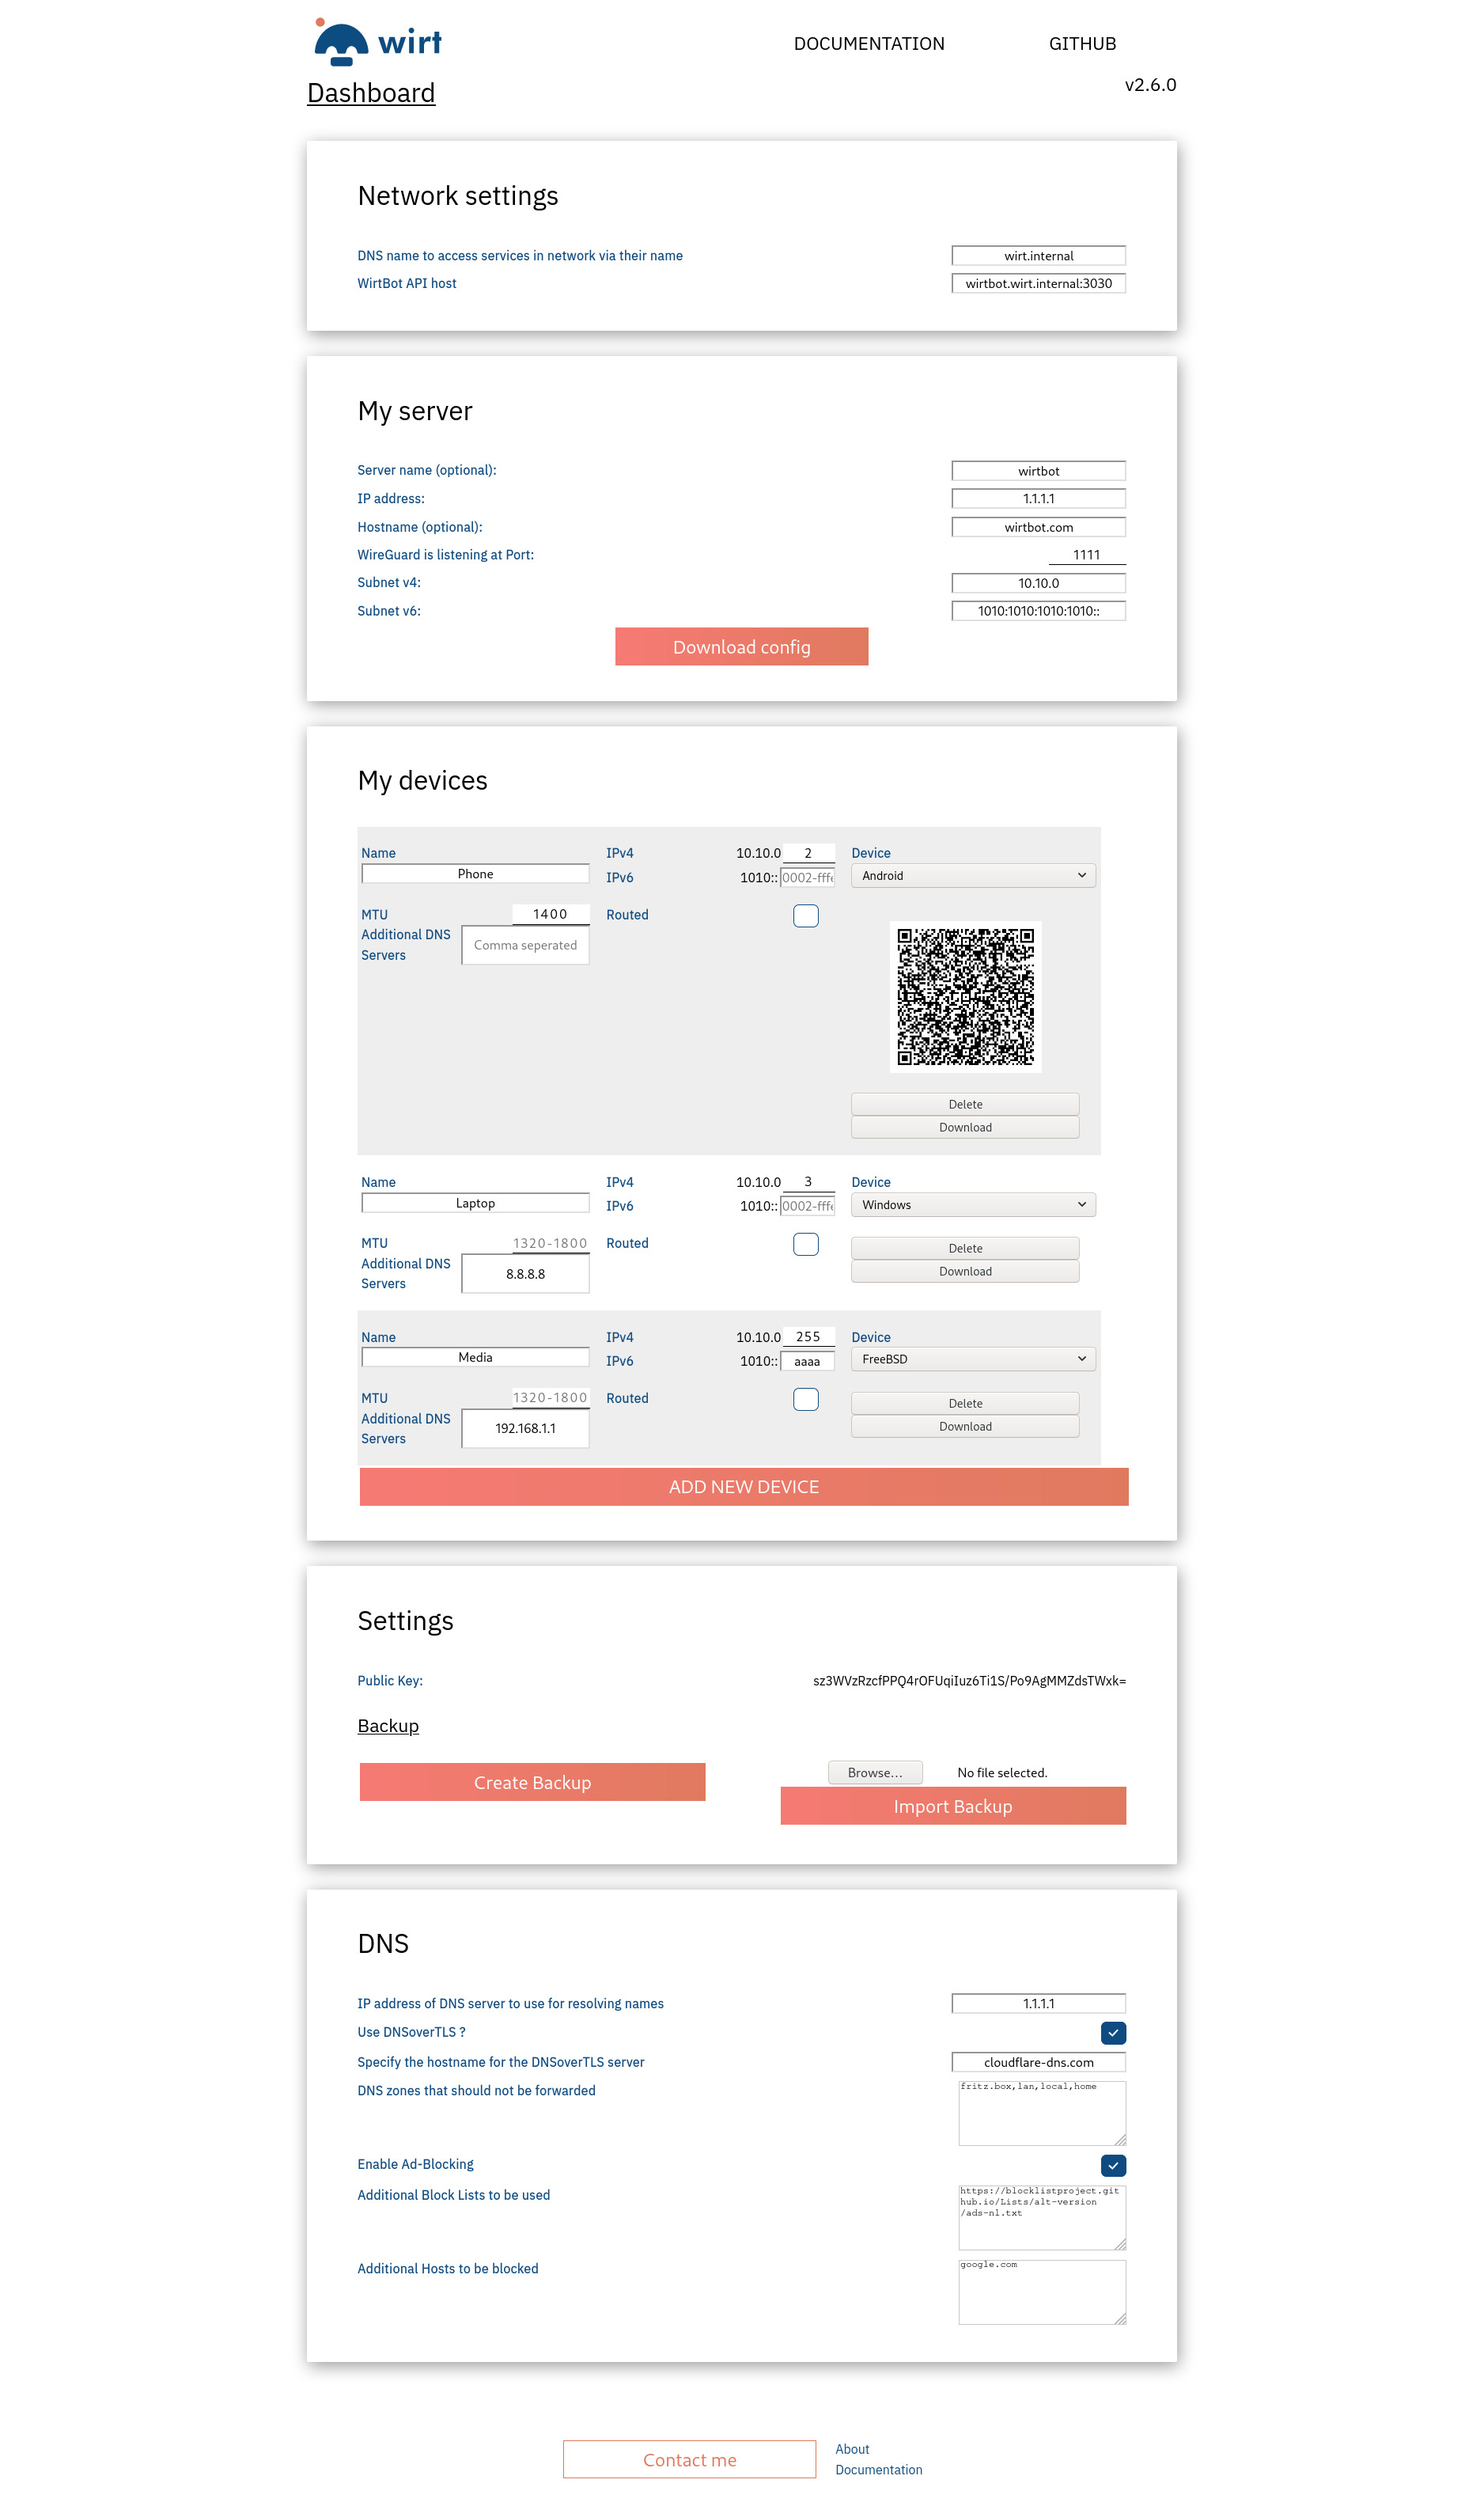 wirt
DOCUMENTATION
GITHUB
Dashboard
v2.6.0
Network settings
DNS name to access services in network via their name
wirt.internal
WirtBot API host
wirtbot.wirt.internal:3030
My server
Server name (optional):
wirtbot
IP address:
1.1.1.1
Hostname (optional):
wirtbot.com
WireGuard is listening at Port:
1111
Subnet v4:
10.10.0
Subnet v6:
1010:1010:1010:1010::
Download config
My devices
Name
Phone
IPv4
10.10.0
2
IPv6
1010::
0002-fffe
Device
Android
MTU
1400
Additional DNS
Servers
Comma seperated
Routed
Delete
Download
Name
Laptop
IPv4
10.10.0
3
IPv6
1010::
0002-fffe
Device
Windows
MTU
1320-1800
Additional DNS
Servers
8.8.8.8
Routed
Delete
Download
Name
Media
IPv4
10.10.0
255
IPv6
1010::
aaaa
Device
FreeBSD
MTU
1320-1800
Additional DNS
Servers
192.168.1.1
Routed
Delete
Download
ADD NEW DEVICE
Settings
Public Key:
sz3WVzRzcfPPQ4rOFUqiIuz6Ti1S/Po9AgMMZdsTWxk=
Backup
Create Backup
Browse...
No file selected.
Import Backup
DNS
IP address of DNS server to use for resolving names
1.1.1.1
Use DNSoverTLS ?
Specify the hostname for the DNSoverTLS server
cloudflare-dns.com
DNS zones that should not be forwarded
fritz.box,lan,local,home
Enable Ad-Blocking
Additional Block Lists to be used
https://blocklistproject.git
hub.io/Lists/alt-version
/ads-nl.txt
Additional Hosts to be blocked
google.com
Contact me
About
Documentation